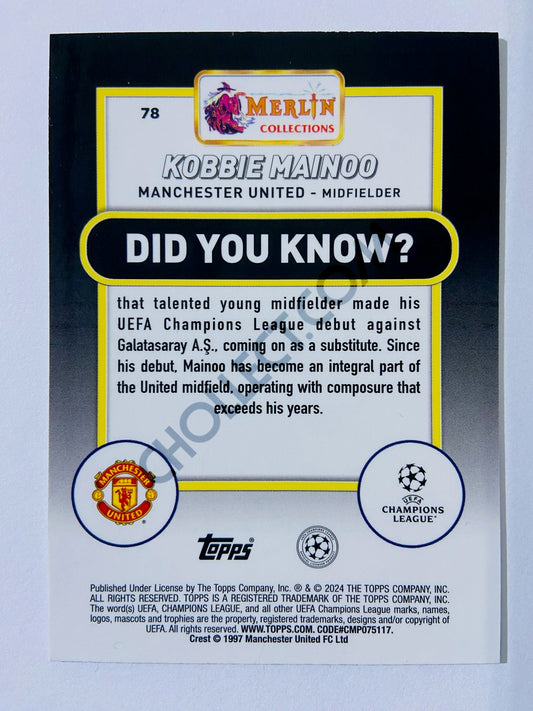 78
MERLIN
COLLECTIONS
KOBBIE MAINOO
MANCHESTER UNITED - MIDFIELDER
DID YOU KNOW?
that talented young midfielder made his
UEFA Champions League debut against
Galatasaray A.Ş., coming on as a substitute. Since
his debut, Mainoo has become an integral part of
the United midfield, operating with composure that
exceeds his years.
CHOLLECT.COM
MANCHESTER
UNITED
®
UEFA
CHAMPIONS
LEAGUE
topps
Published Under License by The Topps Company, Inc. ® & © 2024 THE TOPPS COMPANY, INC.
ALL RIGHTS RESERVED. TOPPS IS A REGISTERED TRADEMARK OF THE TOPPS COMPANY, INC.
The word(s) UEFA, CHAMPIONS LEAGUE, and all other UEFA Champions League marks, names,
logos, mascots and trophies are the property, registered trademarks, designs and/or copyright of
UEFA. All rights reserved. WWW.TOPPS.COM. CODE#CMP075117.
Crest © 1997 Manchester United FC Ltd